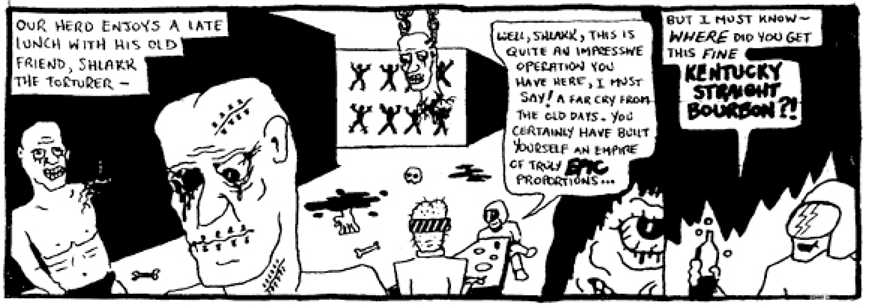 OUR HERO ENJOYS A LATE
LUNCH WITH HIS OLD
FRIEND, SHLAKK
THE TORTURER —
WELL, SHLAKK, THIS IS
QUITE AN IMPRESSIVE
OPERATION YOU
HAVE HERE, I MUST
SAY! A FAR CRY FROM
THE OLD DAYS. YOU
CERTAINLY HAVE BUILT
YOURSELF AN EMPIRE
OF TRULY EPIC
PROPORTIONS...
BUT I MUST KNOW—
WHERE DID YOU GET
THIS FINE
KENTUCKY
STRAIGHT
BOURBON?!